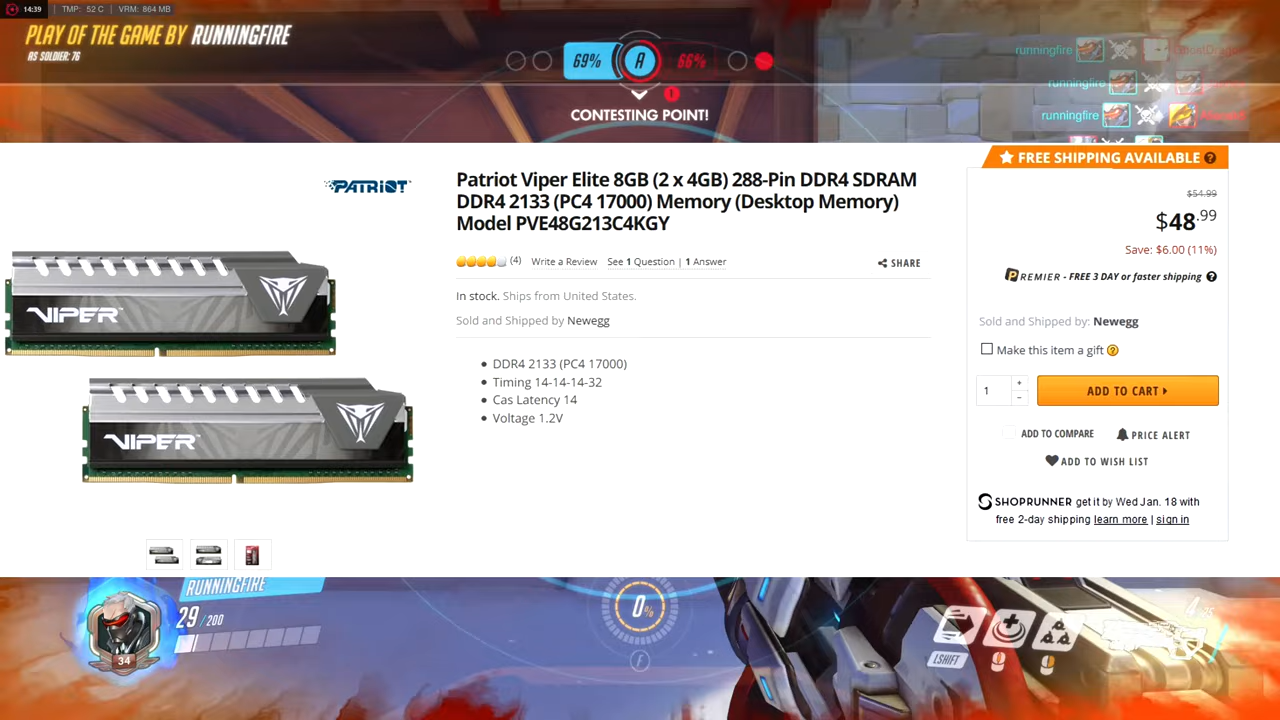 14:39 TMP: 52 C VRM: 864 MB
PLAY OF THE GAME BY RUNNINGFIRE
AS SOLDIER: 76
69% A 66%
CONTESTING POINT!
runningfire
runningfire
runningfire
FREE SHIPPING AVAILABLE ?
PATRIOT
Patriot Viper Elite 8GB (2 x 4GB) 288-Pin DDR4 SDRAM
DDR4 2133 (PC4 17000) Memory (Desktop Memory)
Model PVE48G213C4KGY
(4) Write a Review See 1 Question | 1 Answer
SHARE
In stock. Ships from United States.
Sold and Shipped by Newegg
DDR4 2133 (PC4 17000)
Timing 14-14-14-32
Cas Latency 14
Voltage 1.2V
VIPER
VIPER
$54.99
$48.99
Save: $6.00 (11%)
PREMIER - FREE 3 DAY or faster shipping ?
Sold and Shipped by: Newegg
Make this item a gift ?
1 + -
ADD TO CART
ADD TO COMPARE PRICE ALERT
ADD TO WISH LIST
SHOPRUNNER get it by Wed Jan. 18 with
free 2-day shipping learn more | sign in
RUNNINGFIRE
29/200
34
0%
F
LSHIFT